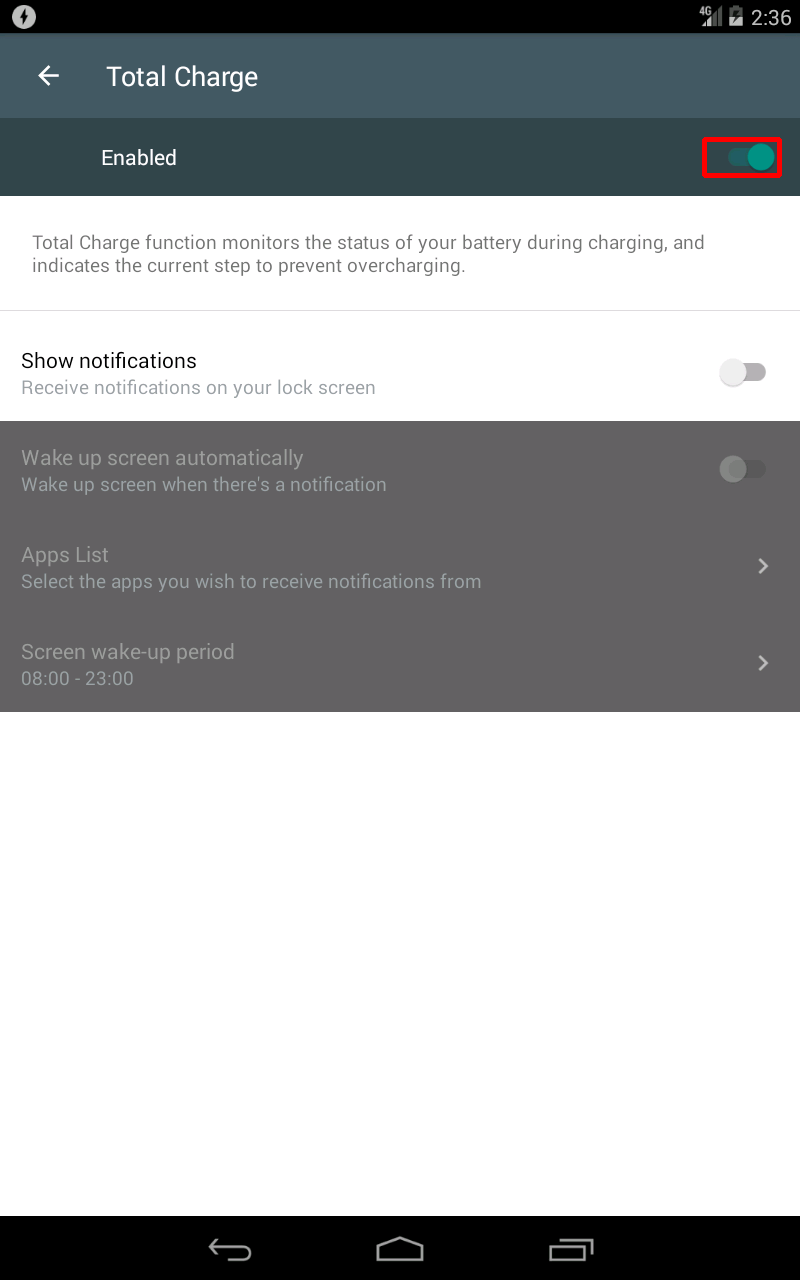 4G 2:36
Total Charge
Enabled
Total Charge function monitors the status of your battery during charging, and
indicates the current step to prevent overcharging.
Show notifications
Receive notifications on your lock screen
Wake up screen automatically
Wake up screen when there's a notification
Apps List
Select the apps you wish to receive notifications from
Screen wake-up period
08:00 - 23:00